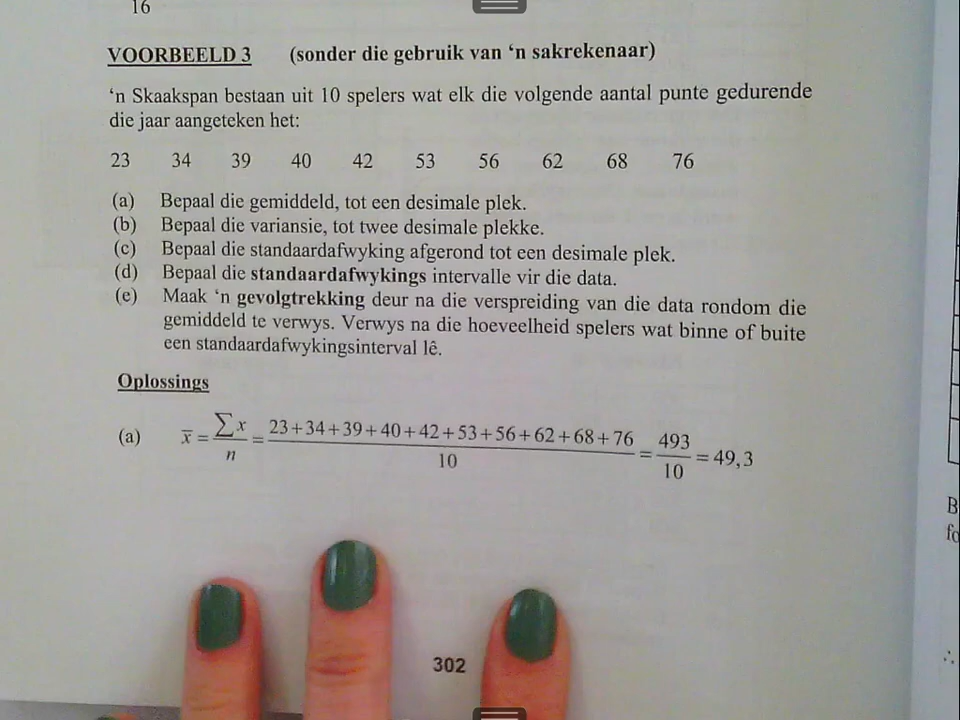 16
VOORBEELD 3 (sonder die gebruik van ‘n sakrekenaar)
‘n Skaakspan bestaan uit 10 spelers wat elk die volgende aantal punte gedurende
die jaar aangeteken het:
23 34 39 40 42 53 56 62 68 76
(a) Bepaal die gemiddeld, tot een desimale plek.
(b) Bepaal die variansie, tot twee desimale plekke.
(c) Bepaal die standaardafwyking afgerond tot een desimale plek.
(d) Bepaal die standaardafwykings intervalle vir die data.
(e) Maak ‘n gevolgtrekking deur na die verspreiding van die data rondom die
gemiddeld te verwys. Verwys na die hoeveelheid spelers wat binne of buite
een standaardafwykingsinterval lê.
Oplossings
(a) x̄ = ∑x / n = 23+34+39+40+42+53+56+62+68+76 / 10 = 493 / 10 = 49,3
B
fo
∴
302